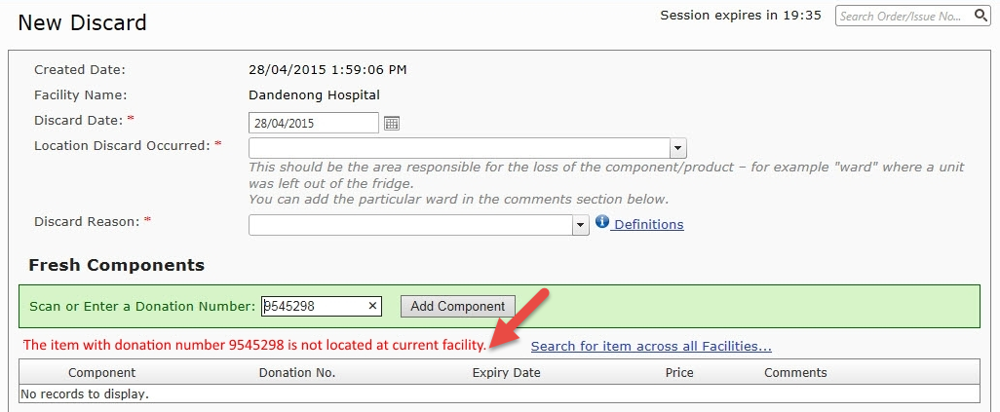 New Discard
Session expires in 19:35
Search Order/Issue No...
Created Date: 28/04/2015 1:59:06 PM
Facility Name: Dandenong Hospital
Discard Date: * 28/04/2015
Location Discard Occurred: *
This should be the area responsible for the loss of the component/product – for example "ward" where a unit
was left out of the fridge.
You can add the particular ward in the comments section below.
Discard Reason: * Definitions
Fresh Components
Scan or Enter a Donation Number: 9545298 × Add Component
The item with donation number 9545298 is not located at current facility. Search for item across all Facilities...
Component Donation No. Expiry Date Price Comments
No records to display.